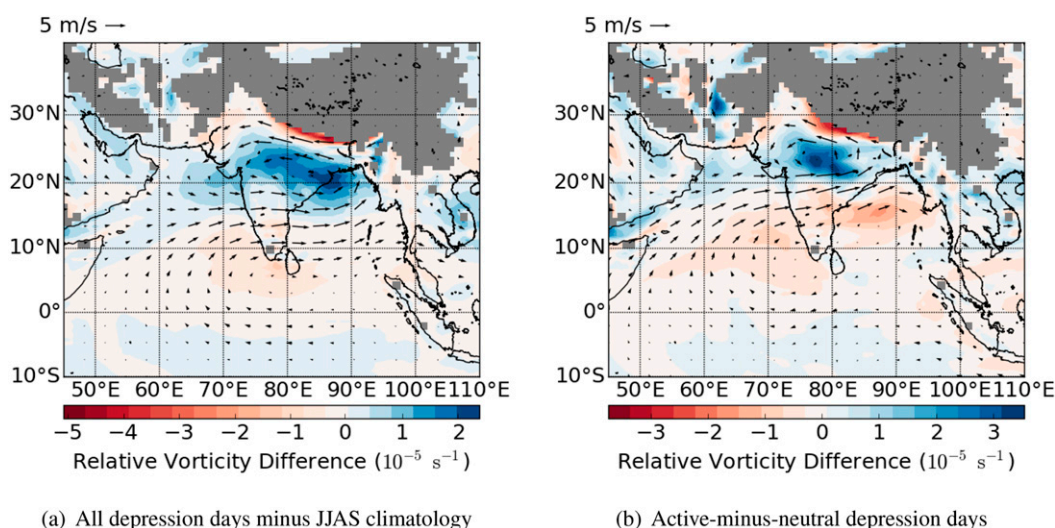 5 m/s
30°N
20°N
10°N
0°
10°S
50°E 60°E 70°E 80°E 90°E 100°E 110°E
−5 −4 −3 −2 −1 0 1 2
Relative Vorticity Difference (10⁻⁵ s⁻¹)
(a) All depression days minus JJAS climatology
5 m/s
30°N
20°N
10°N
0°
10°S
50°E 60°E 70°E 80°E 90°E 100°E 110°E
−3 −2 −1 0 1 2 3
Relative Vorticity Difference (10⁻⁵ s⁻¹)
(b) Active-minus-neutral depression days